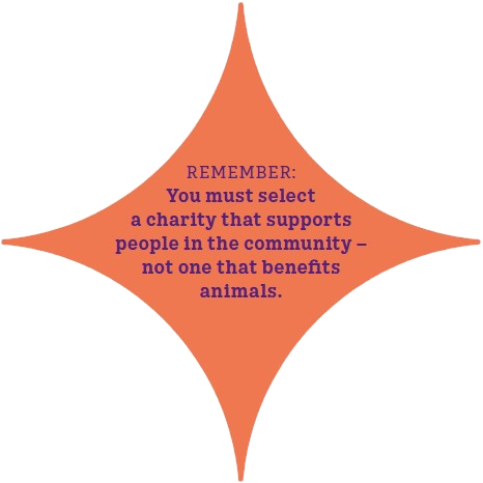 REMEMBER:
You must select
a charity that supports
people in the community –
not one that benefits
animals.